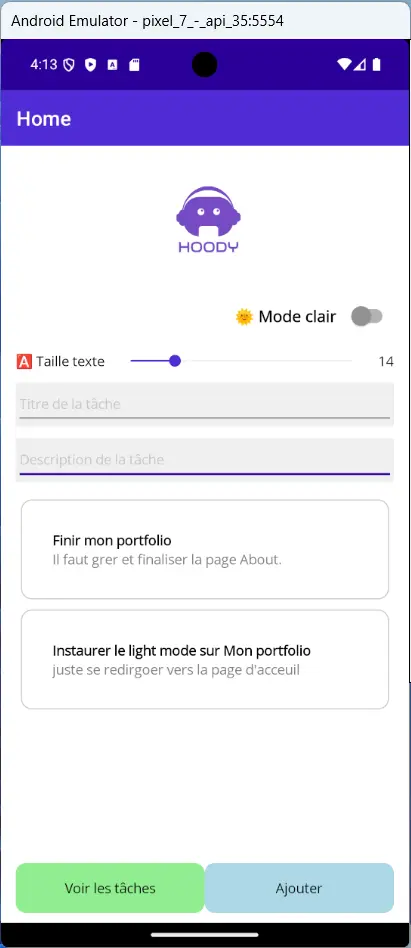 Android Emulator - pixel_7_-_api_35:5554
4:13
Home
HOODY
Mode clair
A Taille texte 14
Titre de la tâche
Description de la tâche
Finir mon portfolio
Il faut grer et finaliser la page About.
Instaurer le light mode sur Mon portfolio
juste se redirgoer vers la page d'acceuil
Voir les tâches Ajouter